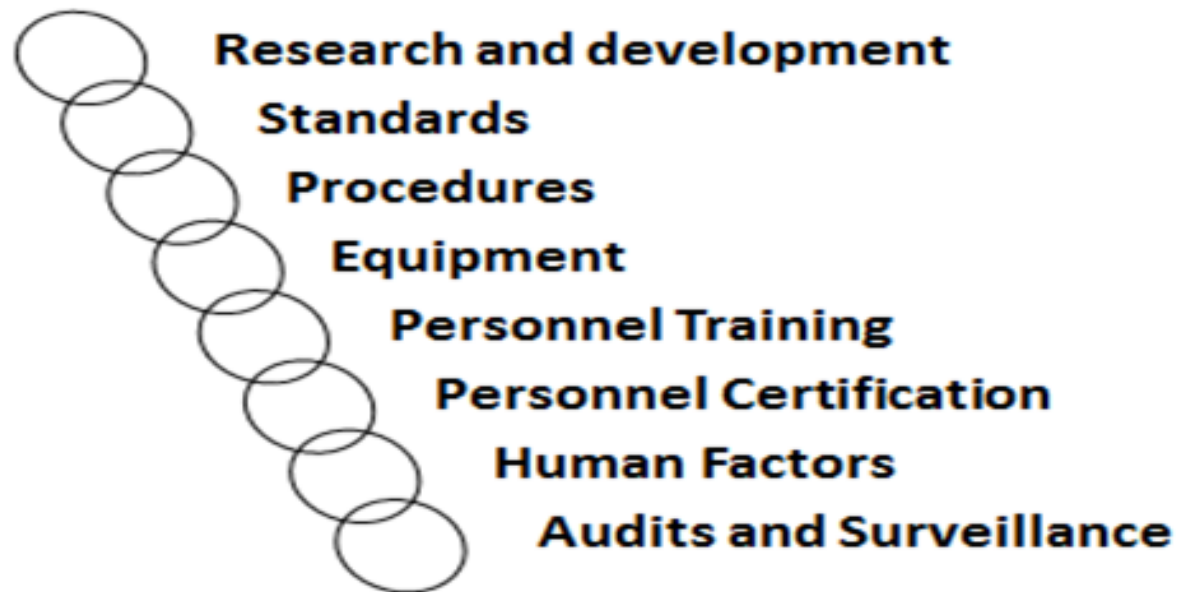 Research and development
Standards
Procedures
Equipment
Personnel Training
Personnel Certification
Human Factors
Audits and Surveillance